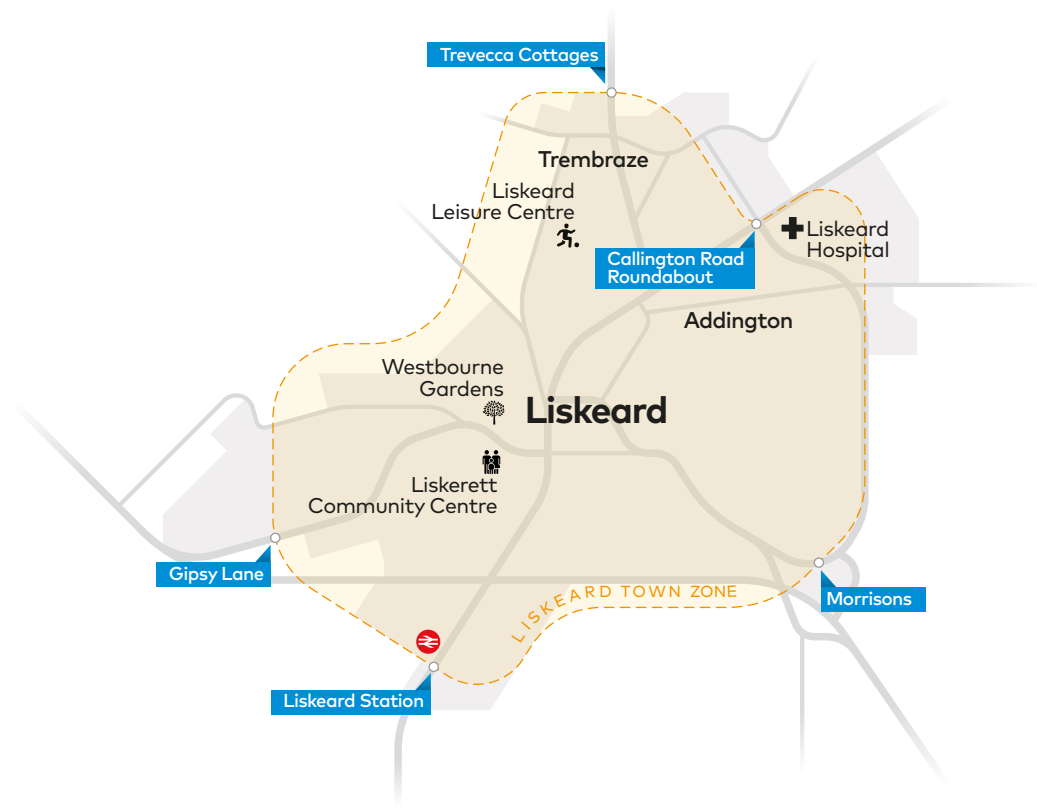 Trevecca Cottages
Trembraze
Liskeard
Leisure Centre
Liskeard
Hospital
Callington Road
Roundabout
Addington
Westbourne
Gardens
Liskeard
Liskerett
Community Centre
Gipsy Lane
LISKEARD TOWN ZONE
Morrisons
Liskeard Station